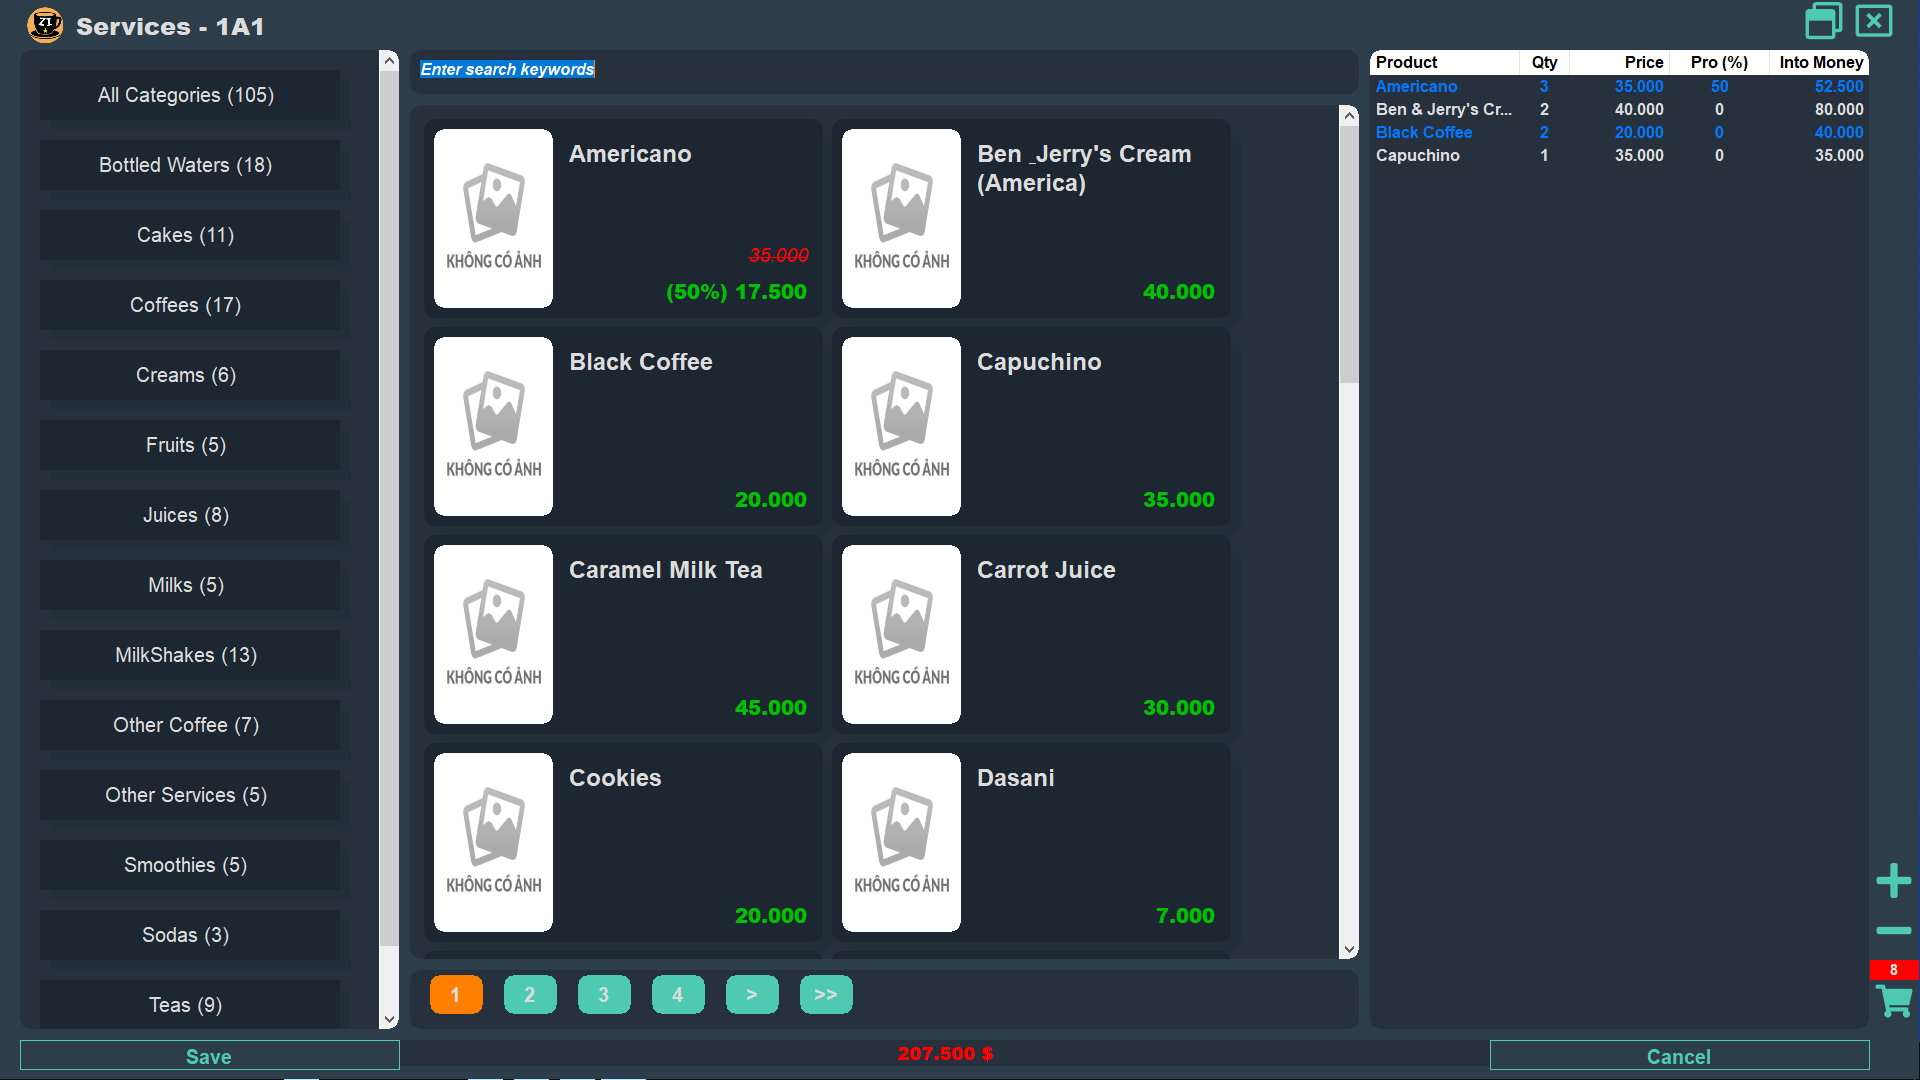 Services - 1A1
All Categories (105)
Bottled Waters (18)
Cakes (11)
Coffees (17)
Creams (6)
Fruits (5)
Juices (8)
Milks (5)
MilkShakes (13)
Other Coffee (7)
Other Services (5)
Smoothies (5)
Sodas (3)
Teas (9)
Enter search keywords
KHÔNG CÓ ẢNH
Americano
35.000
(50%) 17.500
KHÔNG CÓ ẢNH
Ben _Jerry's Cream
(America)
40.000
KHÔNG CÓ ẢNH
Black Coffee
20.000
KHÔNG CÓ ẢNH
Capuchino
35.000
KHÔNG CÓ ẢNH
Caramel Milk Tea
45.000
KHÔNG CÓ ẢNH
Carrot Juice
30.000
KHÔNG CÓ ẢNH
Cookies
20.000
KHÔNG CÓ ẢNH
Dasani
7.000
1 2 3 4 > >>
Product Qty Price Pro (%) Into Money
Americano 3 35.000 50 52.500
Ben & Jerry's Cr... 2 40.000 0 80.000
Black Coffee 2 20.000 0 40.000
Capuchino 1 35.000 0 35.000
8
Save
207.500 $
Cancel